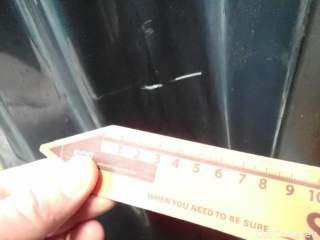 1 2 3 4 5 6 7 8 9 10
WHEN YOU NEED TO BE SURE